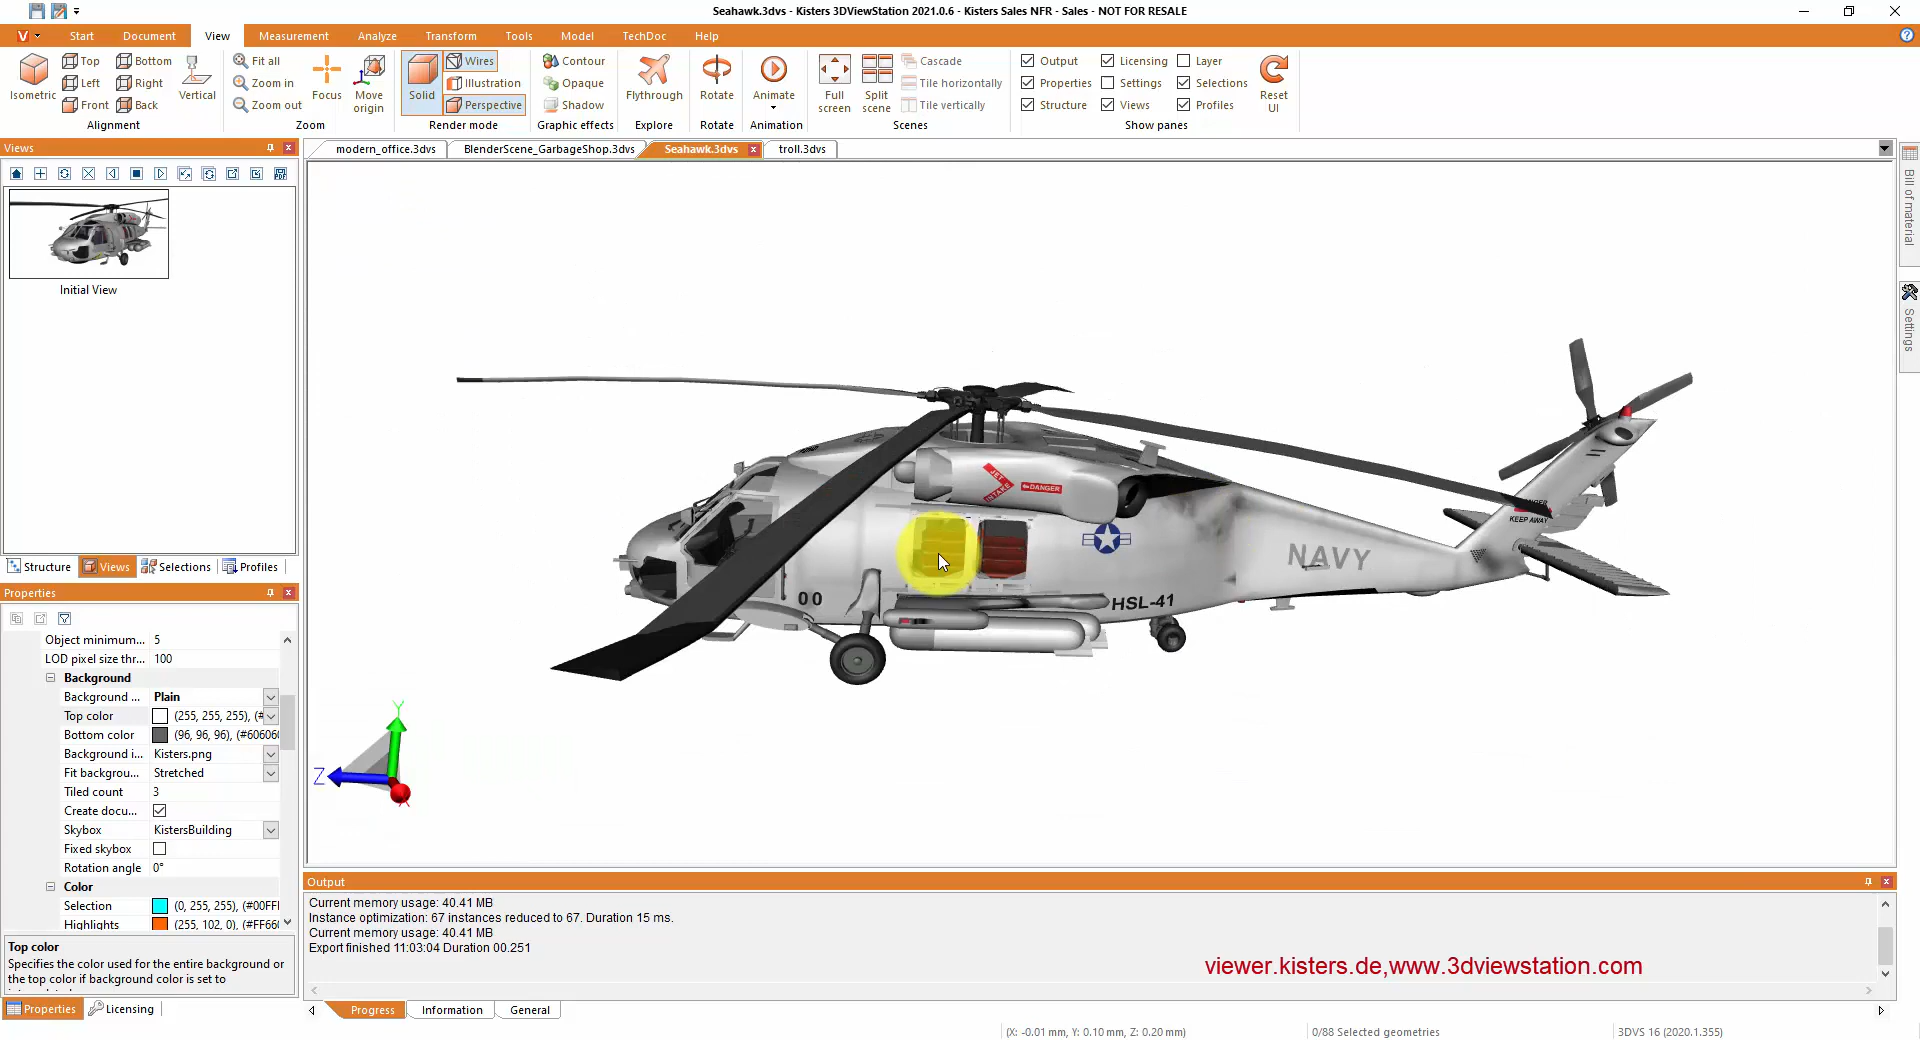 Seahawk.3dvs - Kisters 3DViewStation 2021.0.6 - Kisters Sales NFR - Sales - NOT FOR RESALE
V Start Document View Measurement Analyze Transform Tools Model TechDoc Help
Isometric Top Left Front Bottom Right Back Vertical
Alignment
Fit all Zoom in Zoom out Focus Move origin
Zoom
Solid Wires Illustration Perspective
Render mode
Contour Opaque Shadow
Graphic effects
Flythrough
Explore
Rotate
Rotate
Animate
Animation
Full screen Split scene Cascade Tile horizontally Tile vertically
Scenes
Output Properties Structure Licensing Settings Views Layer Selections Profiles
Show panes
Reset UI
Views
modern_office.3dvs BlenderScene_GarbageShop.3dvs Seahawk.3dvs troll.3dvs
Initial View
Structure Views Selections Profiles
Properties
Object minimum... 5
LOD pixel size thr... 100
Background
Background ... Plain
Top color (255, 255, 255), (#
Bottom color (96, 96, 96), (#60606
Background i... Kisters.png
Fit backgrou... Stretched
Tiled count 3
Create docu...
Skybox KistersBuilding
Fixed skybox
Rotation angle 0°
Color
Selection (0, 255, 255), (#00FF
Highlights (255, 102, 0), (#FF66
Top color
Specifies the color used for the entire background or
the top color if background color is set to
Properties Licensing
JET
INTAKE
DANGER
KEEP AWAY
NAVY
00
HSL-41
Y
Z
X
Bill of material
Settings
Output
Current memory usage: 40.41 MB
Instance optimization: 67 instances reduced to 67. Duration 15 ms.
Current memory usage: 40.41 MB
Export finished 11:03:04 Duration 00.251
viewer.kisters.de,www.3dviewstation.com
Progress Information General
(X: -0.01 mm, Y: 0.10 mm, Z: 0.20 mm) 0/88 Selected geometries 3DVS 16 (2020.1.355)